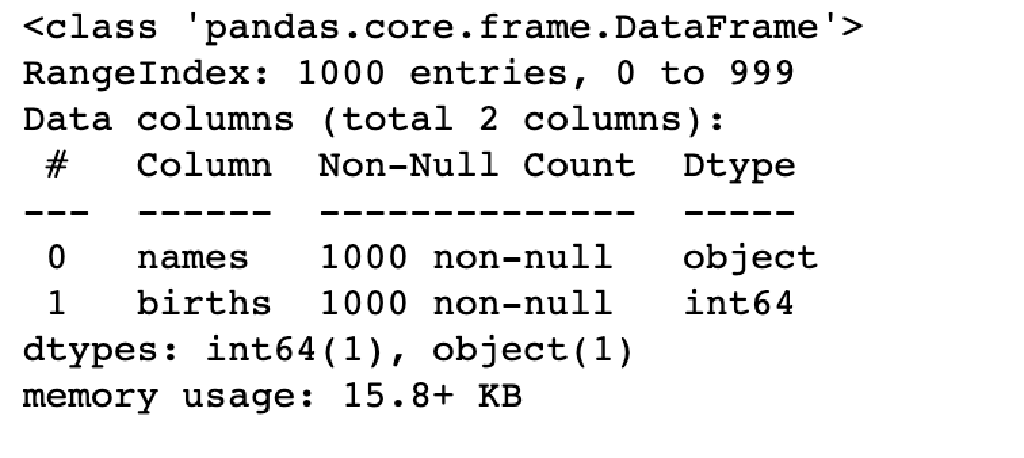 <class 'pandas.core.frame.DataFrame'>
RangeIndex: 1000 entries, 0 to 999
Data columns (total 2 columns):
 #   Column   Non-Null Count  Dtype
---  ------   --------------  -----
 0   names    1000 non-null   object
 1   births   1000 non-null   int64
dtypes: int64(1), object(1)
memory usage: 15.8+ KB